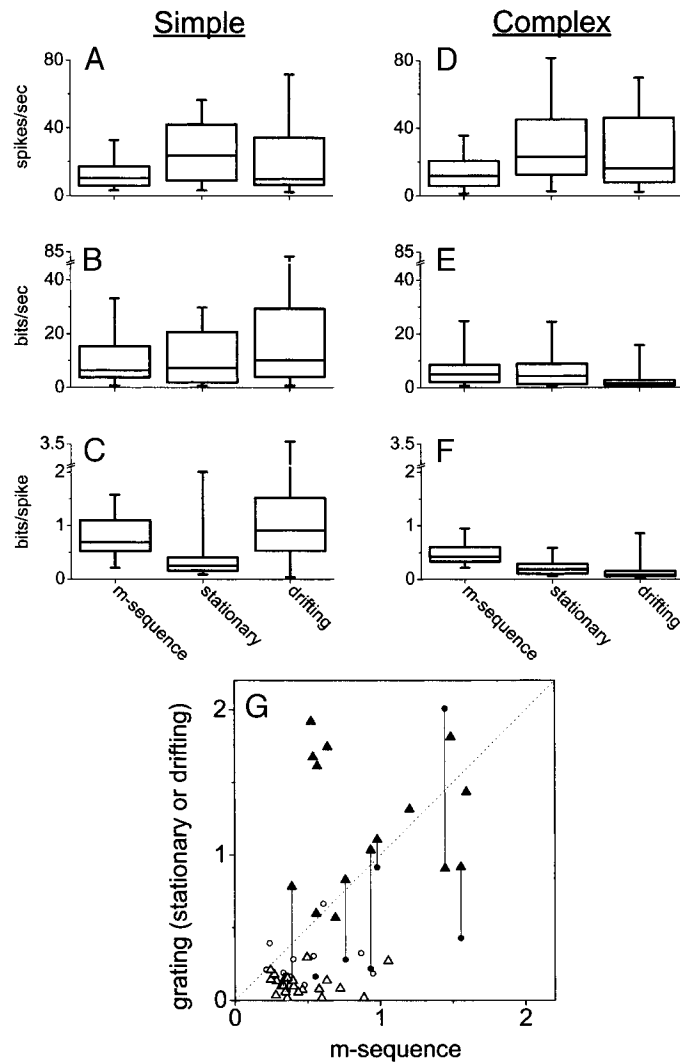 Simple
Complex
A
D
80
40
0
spikes/sec
80
40
0
B
E
85
40
20
0
bits/sec
85
40
20
0
C
F
3.5
2
1
0
bits/spike
3.5
2
1
0
m-sequence
stationary
drifting
m-sequence
stationary
drifting
G
2
1
0
grating (stationary or drifting)
0
1
2
m-sequence